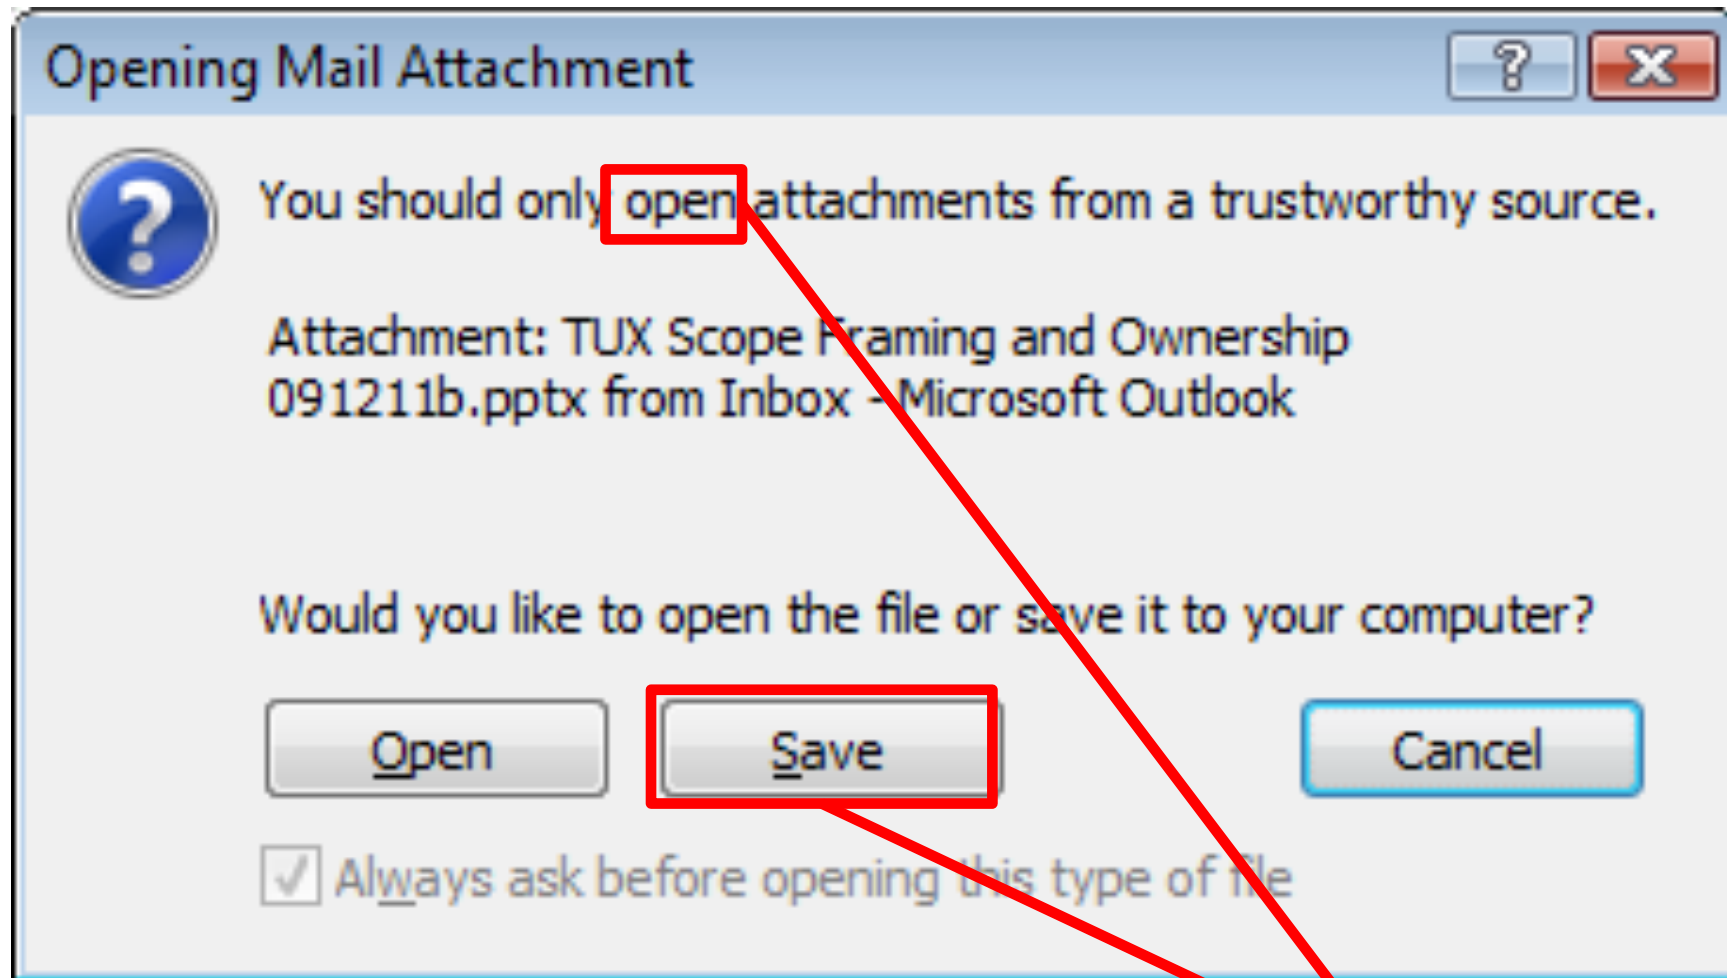 Opening Mail Attachment
You should only open attachments from a trustworthy source.
Attachment: TUX Scope Framing and Ownership
091211b.pptx from Inbox - Microsoft Outlook
Would you like to open the file or save it to your computer?
Open Save Cancel
Always ask before opening this type of file